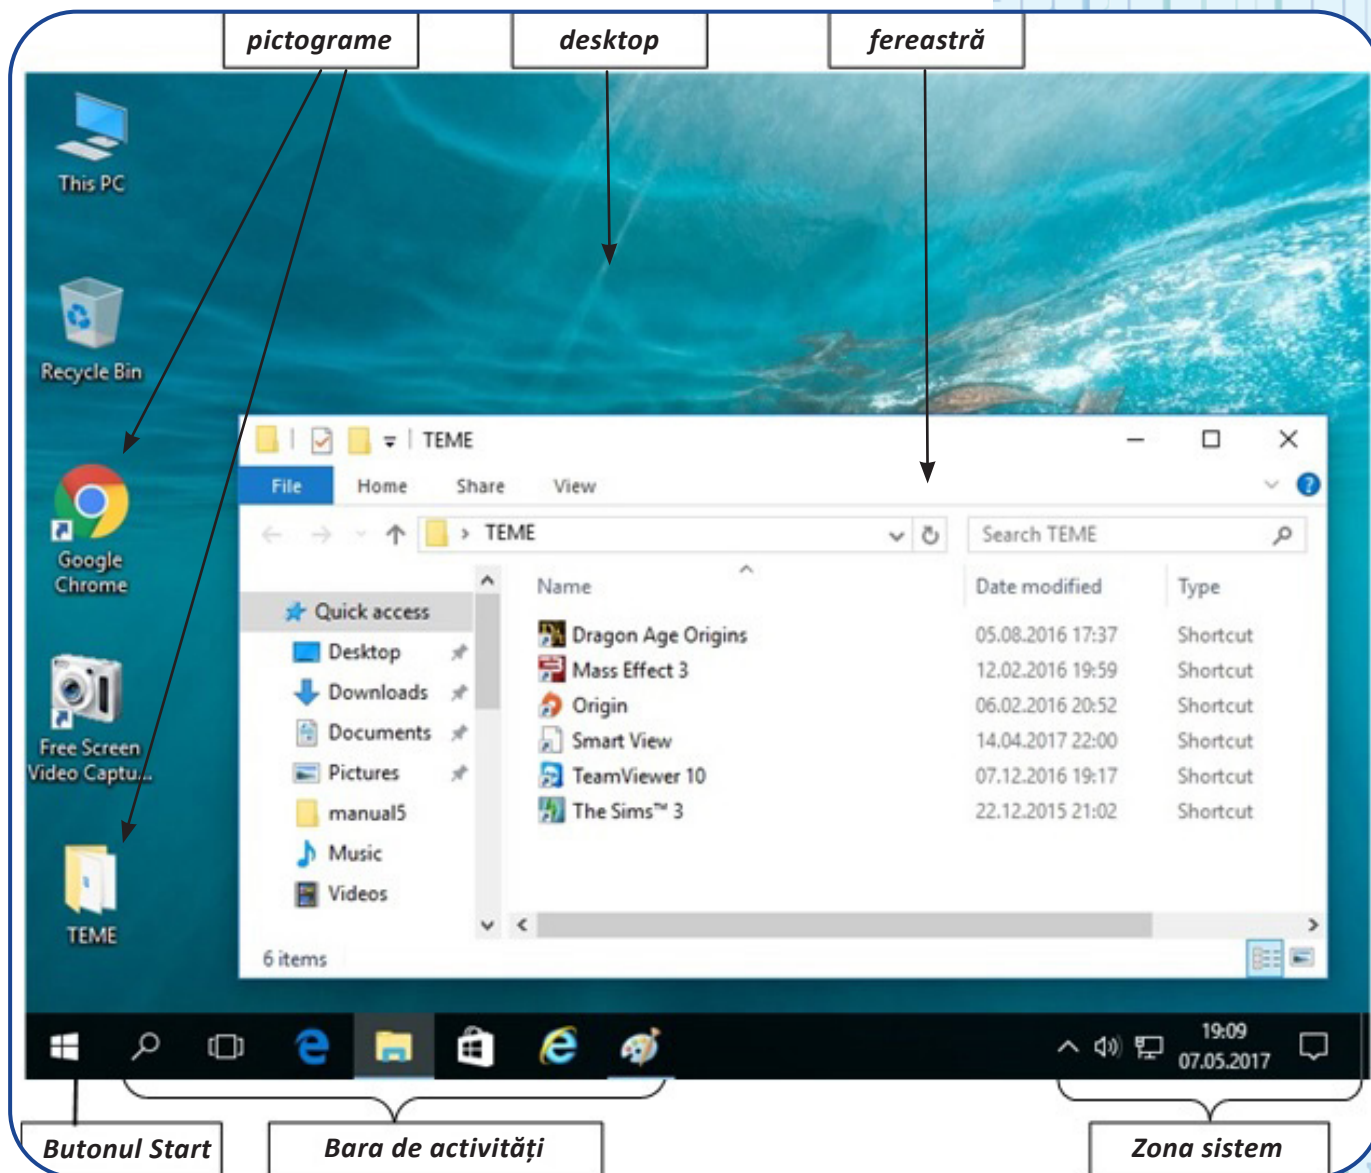 pictograme
desktop
fereastră
This PC
Recycle Bin
Google
Chrome
Free Screen
Video Captu...
TEME
TEME
File Home Share View
TEME
Search TEME
Quick access
Desktop
Downloads
Documents
Pictures
manual5
Music
Videos
Name Date modified Type
Dragon Age Origins 05.08.2016 17:37 Shortcut
Mass Effect 3 12.02.2016 19:59 Shortcut
Origin 06.02.2016 20:52 Shortcut
Smart View 14.04.2017 22:00 Shortcut
TeamViewer 10 07.12.2016 19:17 Shortcut
The Sims™ 3 22.12.2015 21:02 Shortcut
6 items
19:09
07.05.2017
Butonul Start
Bara de activități
Zona sistem